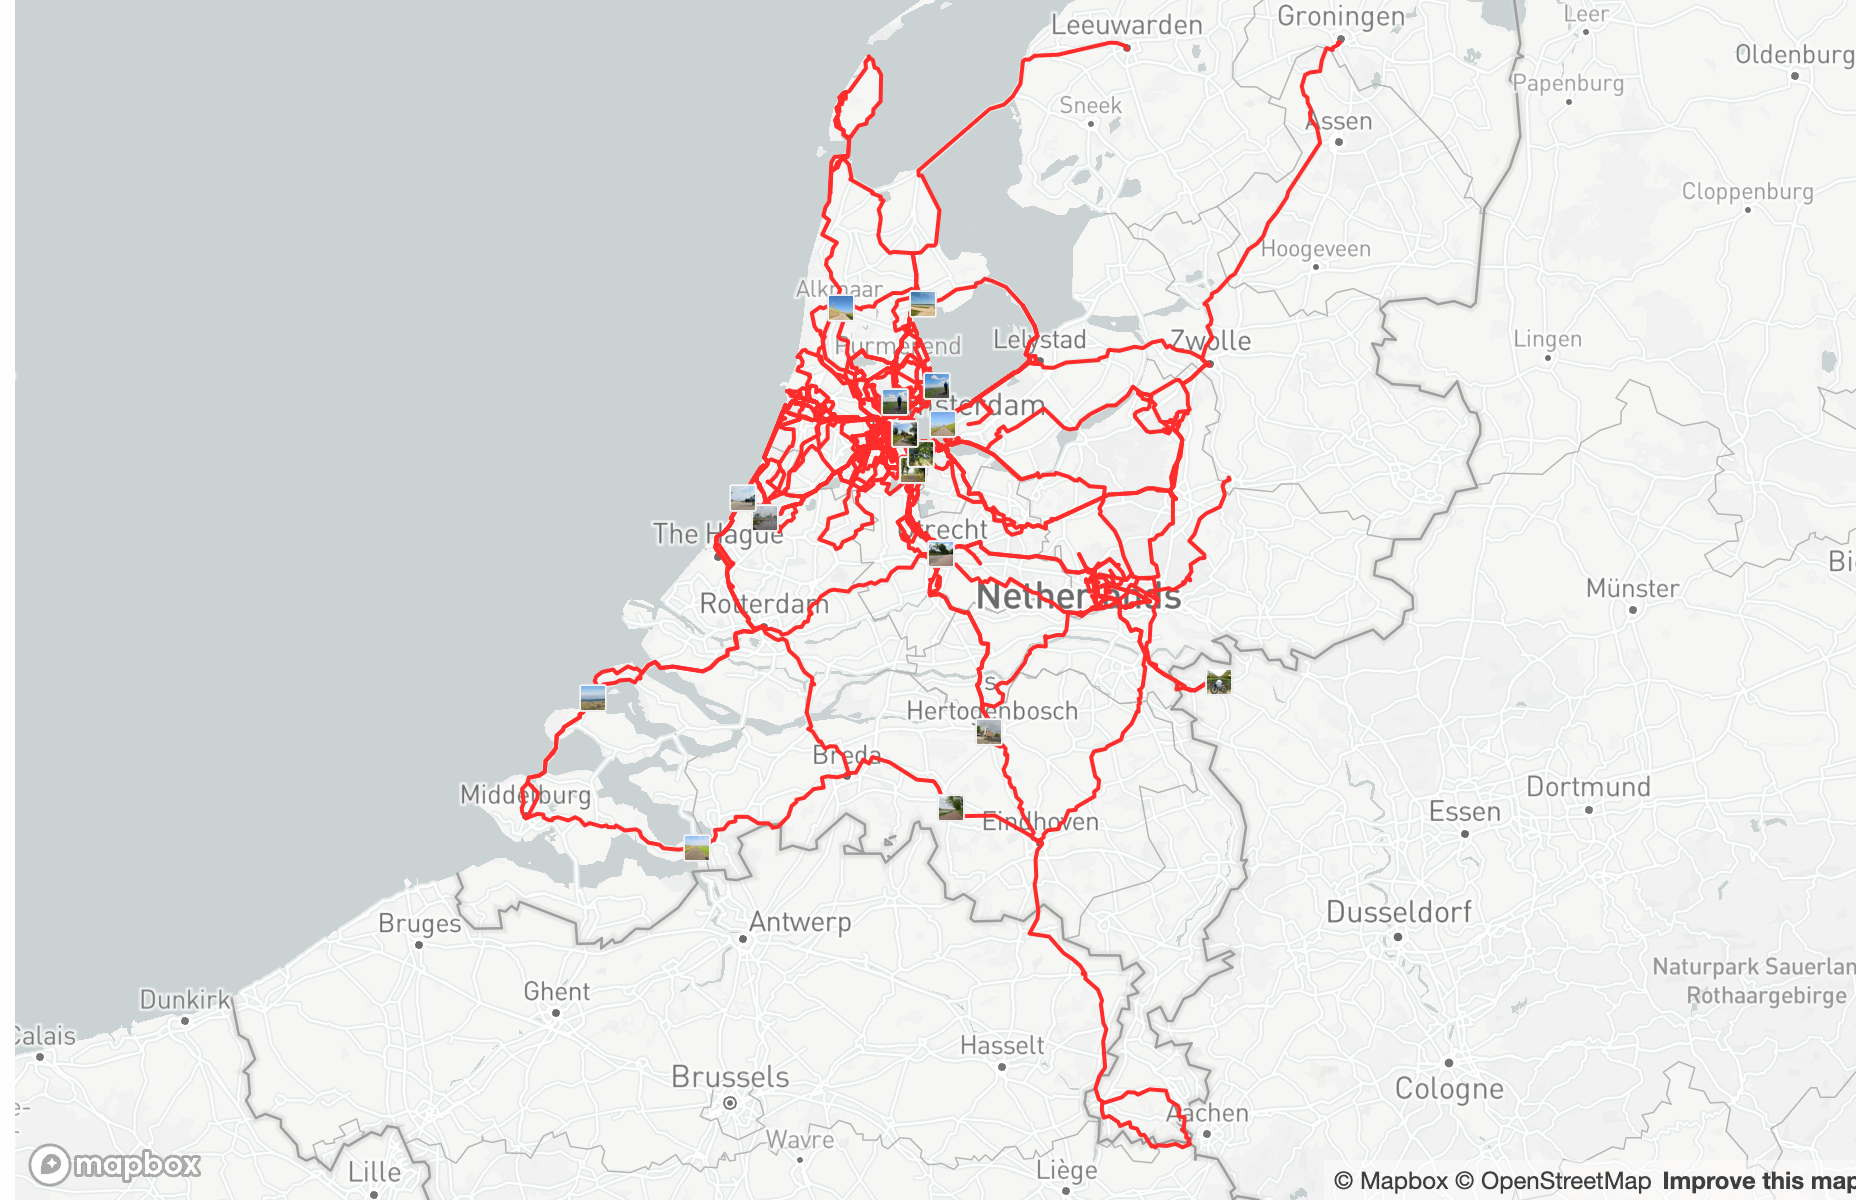 Leeuwarden
Groningen
Leer
Oldenburg
Papenburg
Sneek
Assen
Cloppenburg
Hoogeveen
Alkmaar
Purmerend
Lelystad
Zwolle
Lingen
sterdam
The Hague
trecht
Netherlands
Münster
Bi
Rotterdam
s
Hertogenbosch
Breda
Middelburg
Eindhoven
Dortmund
Essen
Dusseldorf
Bruges
Antwerp
Naturpark Sauerlan
Rothaargebirge
Dunkirk
Ghent
Calais
Hasselt
Brussels
Cologne
e-
Aachen
Wavre
mapbox
Lille
Liège
© Mapbox © OpenStreetMap Improve this map